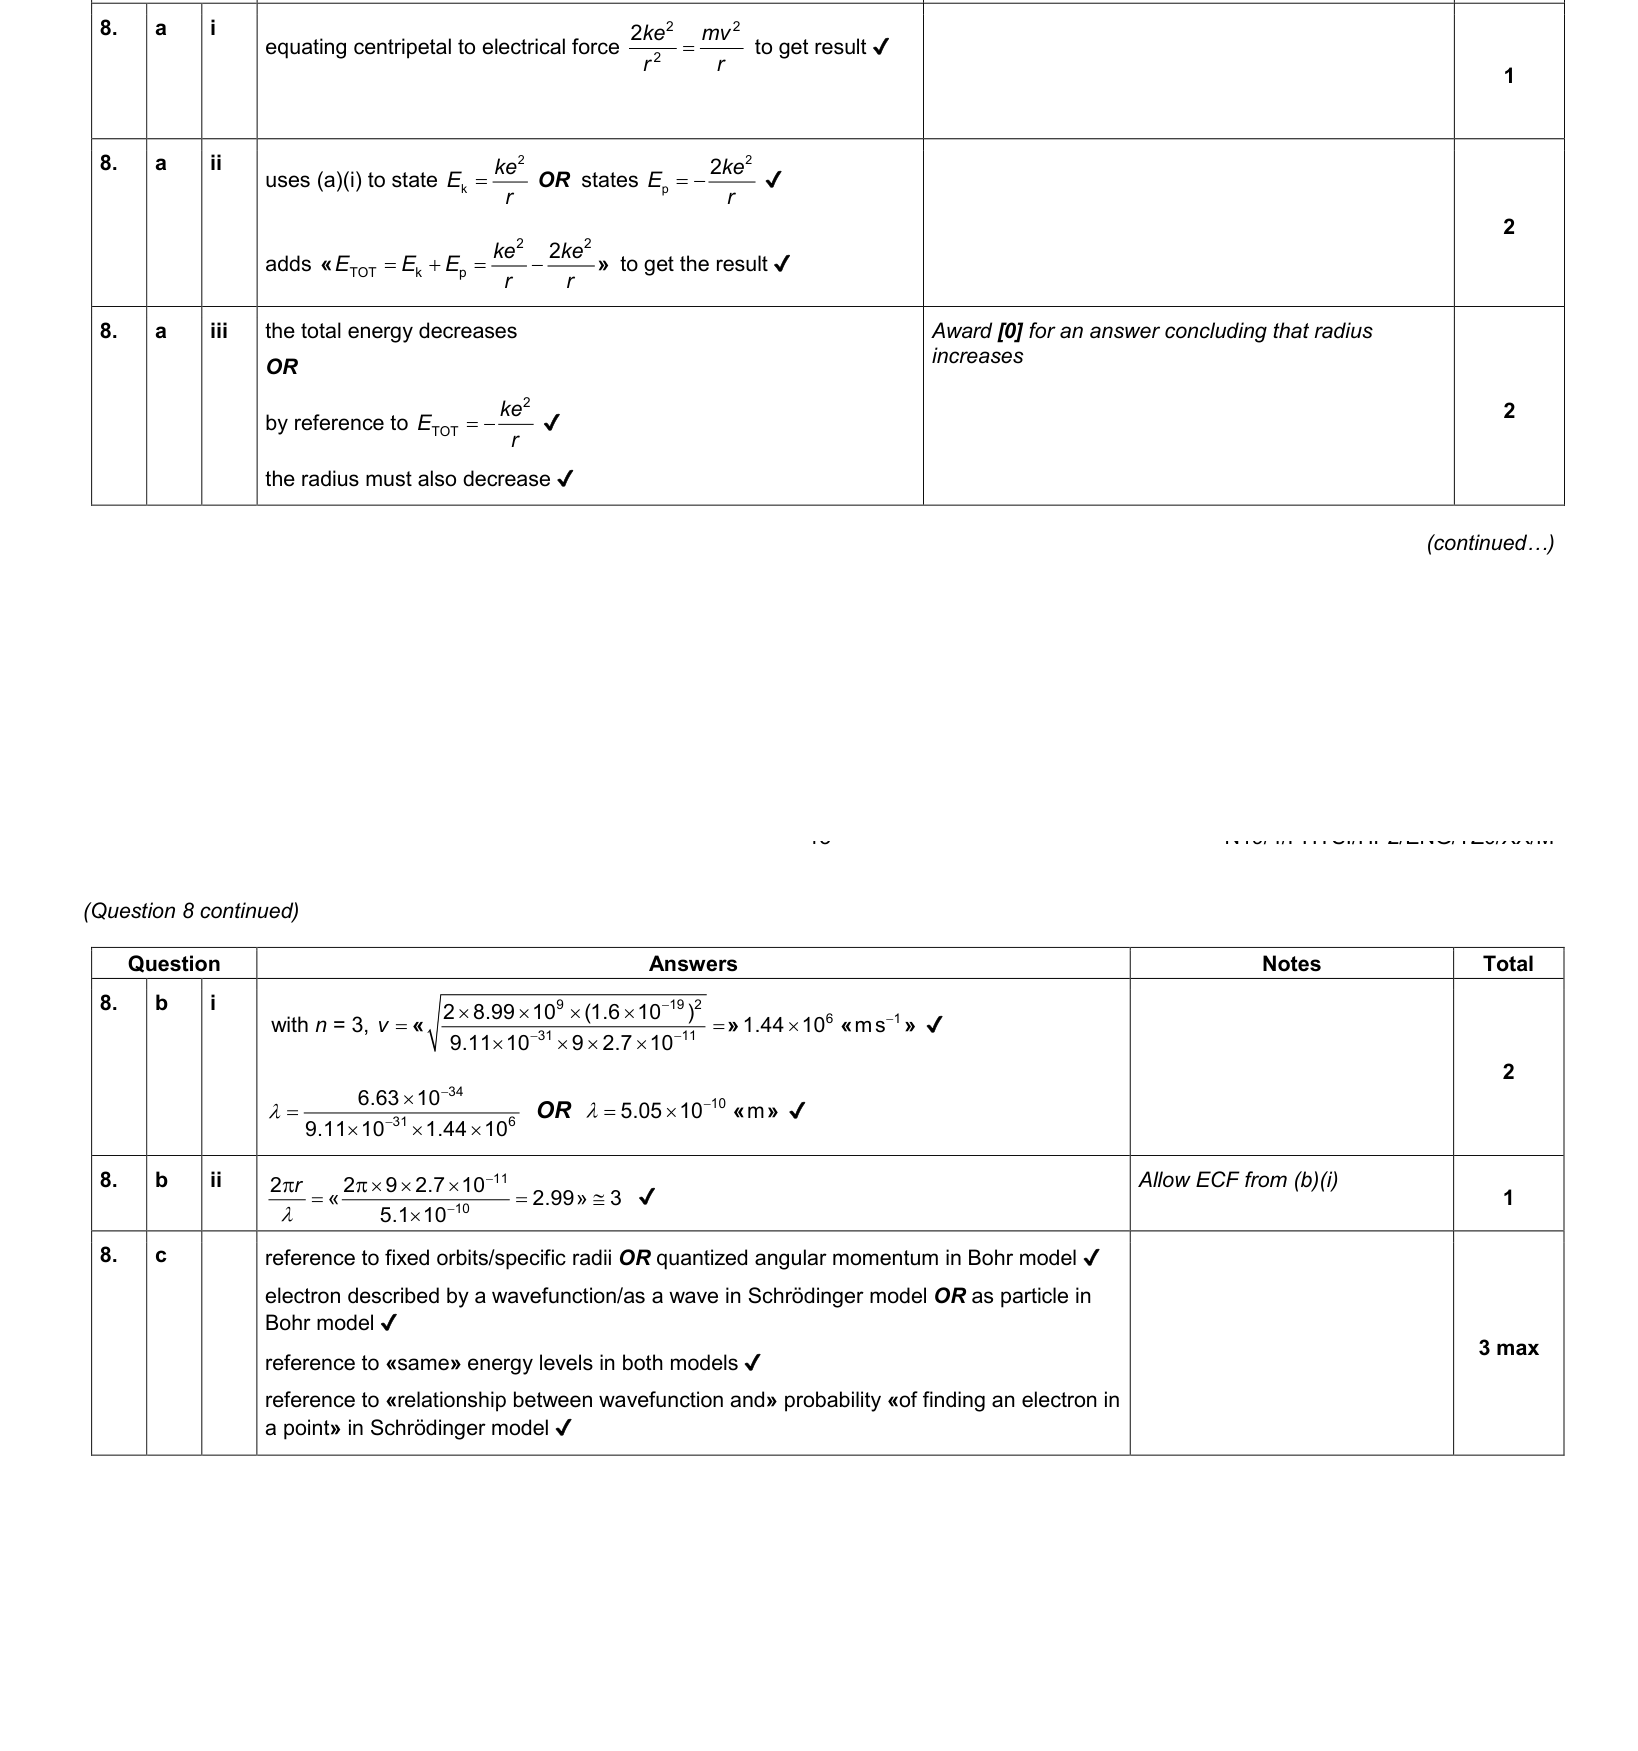 8. a i equating centripetal to electrical force 2ke²/r² = mv²/r to get result ✔ 1
8. a ii uses (a)(i) to state Eₖ = ke²/r OR states Eₚ = −2ke²/r ✔ 2
adds «E_TOT = Eₖ + Eₚ = ke²/r − 2ke²/r» to get the result ✔
8. a iii the total energy decreases
OR
by reference to E_TOT = −ke²/r ✔
the radius must also decrease ✔
Award [0] for an answer concluding that radius
increases
2
(continued…)
(Question 8 continued)
Question Answers Notes Total
8. b i with n = 3, v = «√(2×8.99×10⁹×(1.6×10⁻¹⁹)²/9.11×10⁻³¹×9×2.7×10⁻¹¹) =» 1.44×10⁶ «m s⁻¹» ✔
λ = 6.63×10⁻³⁴/9.11×10⁻³¹×1.44×10⁶ OR λ = 5.05×10⁻¹⁰ «m» ✔
2
8. b ii 2πr/λ = «2π×9×2.7×10⁻¹¹/5.1×10⁻¹⁰ = 2.99» ≅ 3 ✔ Allow ECF from (b)(i) 1
8. c reference to fixed orbits/specific radii OR quantized angular momentum in Bohr model ✔
electron described by a wavefunction/as a wave in Schrödinger model OR as particle in
Bohr model ✔
reference to «same» energy levels in both models ✔
reference to «relationship between wavefunction and» probability «of finding an electron in
a point» in Schrödinger model ✔
3 max